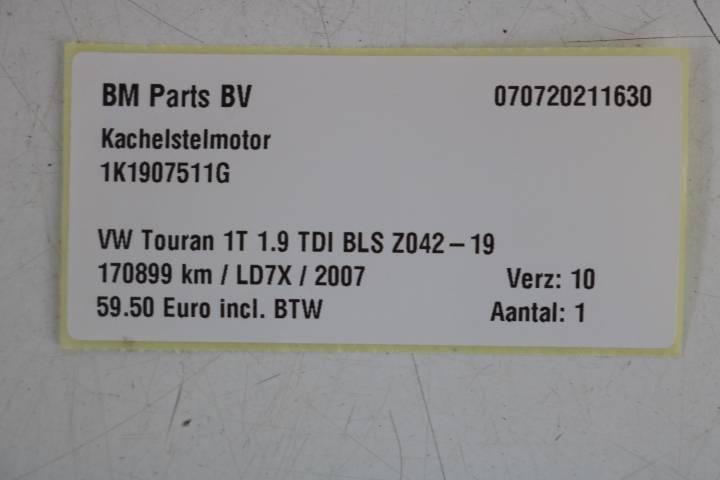 BM Parts BV 070720211630
Kachelstelmotor
1K1907511G
VW Touran 1T 1.9 TDI BLS Z042-19
170899 km / LD7X / 2007 Verz: 10
59.50 Euro incl. BTW Aantal: 1